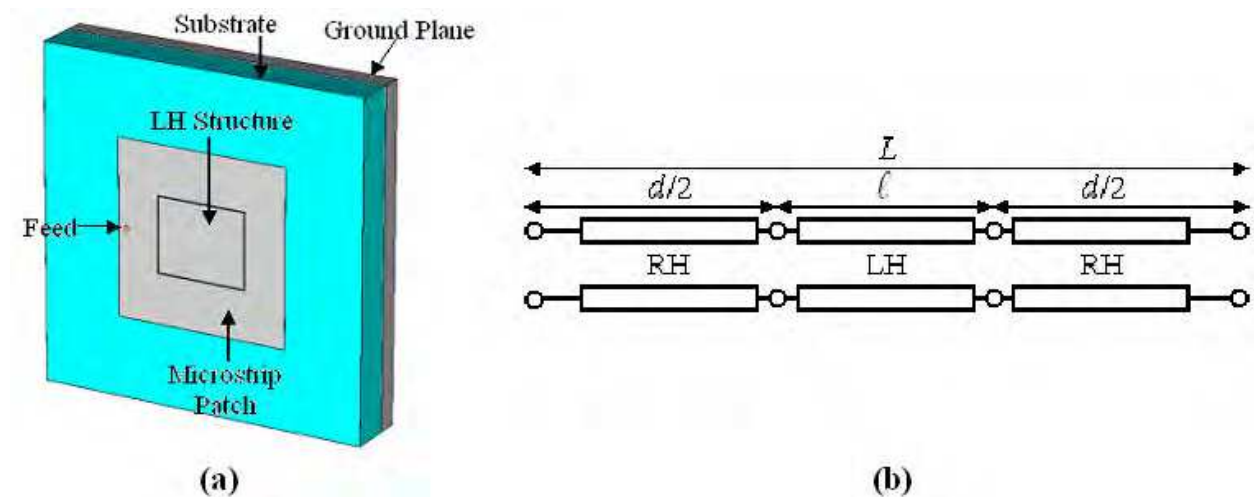 Substrate
Ground Plane
LH Structure
Feed
Microstrip
Patch
(a)
L
d/2 ℓ d/2
RH LH RH
(b)